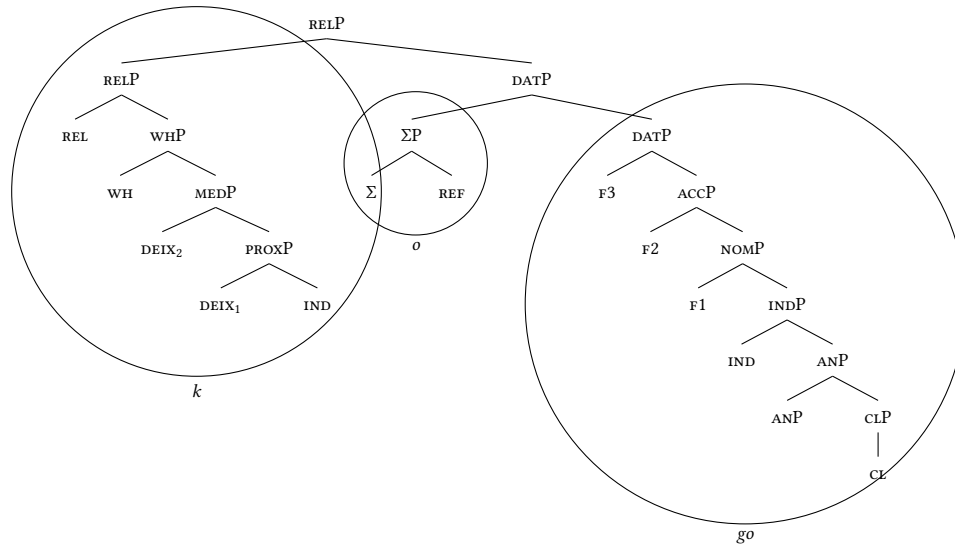 RELP
RELP DATP
REL WHP ΣP DATP
WH MEDP Σ REF F3 ACCP
DEIX₂ PROXP o F2 NOMP
DEIX₁ IND F1 INDP
IND ANP
k ANP CLP
CL
go